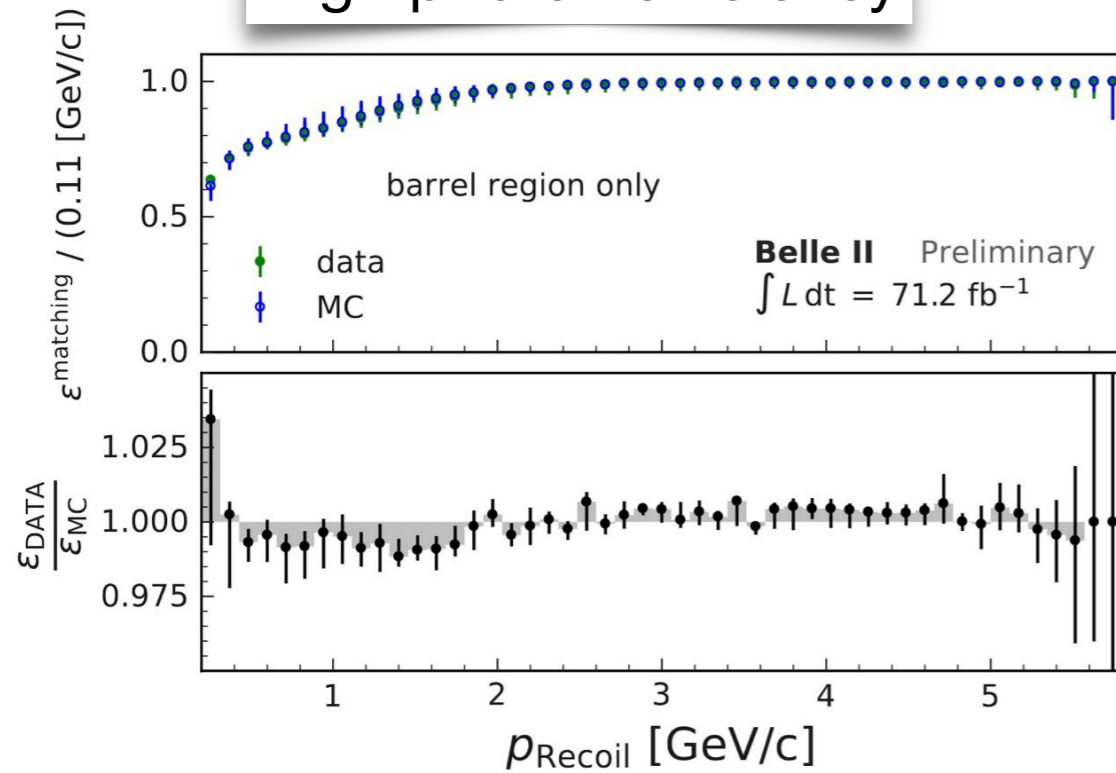 1.0
0.5
0.0
ε^matching / (0.11 [GeV/c])
barrel region only
data
MC
Belle II Preliminary
∫ L dt = 71.2 fb⁻¹
1.025
1.000
0.975
ε_DATA
ε_MC
1 2 3 4 5
p_Recoil [GeV/c]